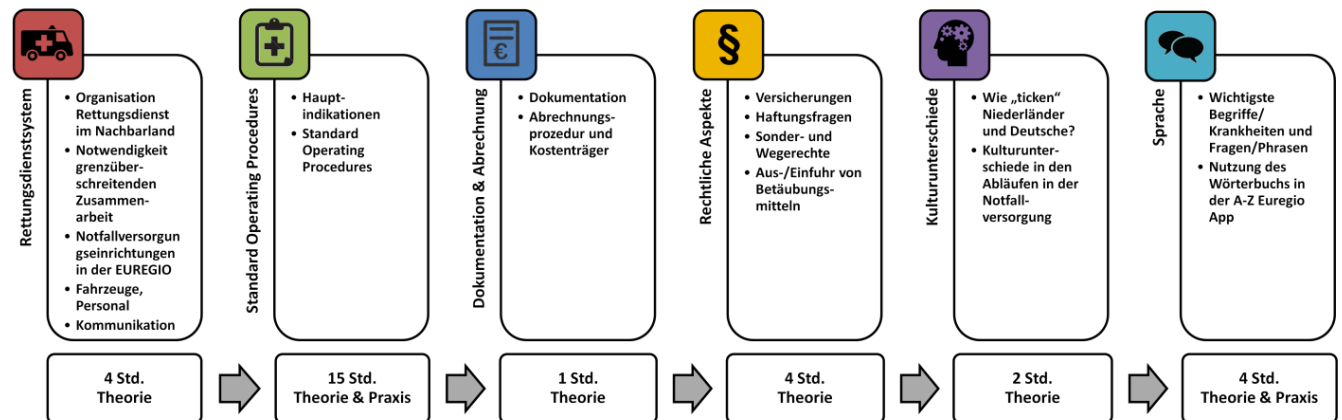 Rettungsdienstsystem
• Organisation
Rettungsdienst
im Nachbarland
• Notwendigkeit
grenzüber-
schreitenden
Zusammen-
arbeit
• Notfallversorgun
gseinrichtungen
in der EUREGIO
• Fahrzeuge,
Personal
• Kommunikation
4 Std.
Theorie
Standard Operating Procedures
• Haupt-
indikationen
• Standard
Operating
Procedures
15 Std.
Theorie & Praxis
€
Dokumentation & Abrechnung
• Dokumentation
• Abrechnungs-
prozedur und
Kostenträger
1 Std.
Theorie
§
Rechtliche Aspekte
• Versicherungen
• Haftungsfragen
• Sonder- und
Wegerechte
• Aus-/Einfuhr von
Betäubungs-
mitteln
4 Std.
Theorie
Kulturunterschiede
• Wie „ticken“
Niederländer
und Deutsche?
• Kulturunter-
schiede in den
Abläufen in der
Notfall-
versorgung
2 Std.
Theorie
Sprache
• Wichtigste
Begriffe/
Krankheiten und
Fragen/Phrasen
• Nutzung des
Wörterbuchs in
der A-Z Euregio
App
4 Std.
Theorie & Praxis